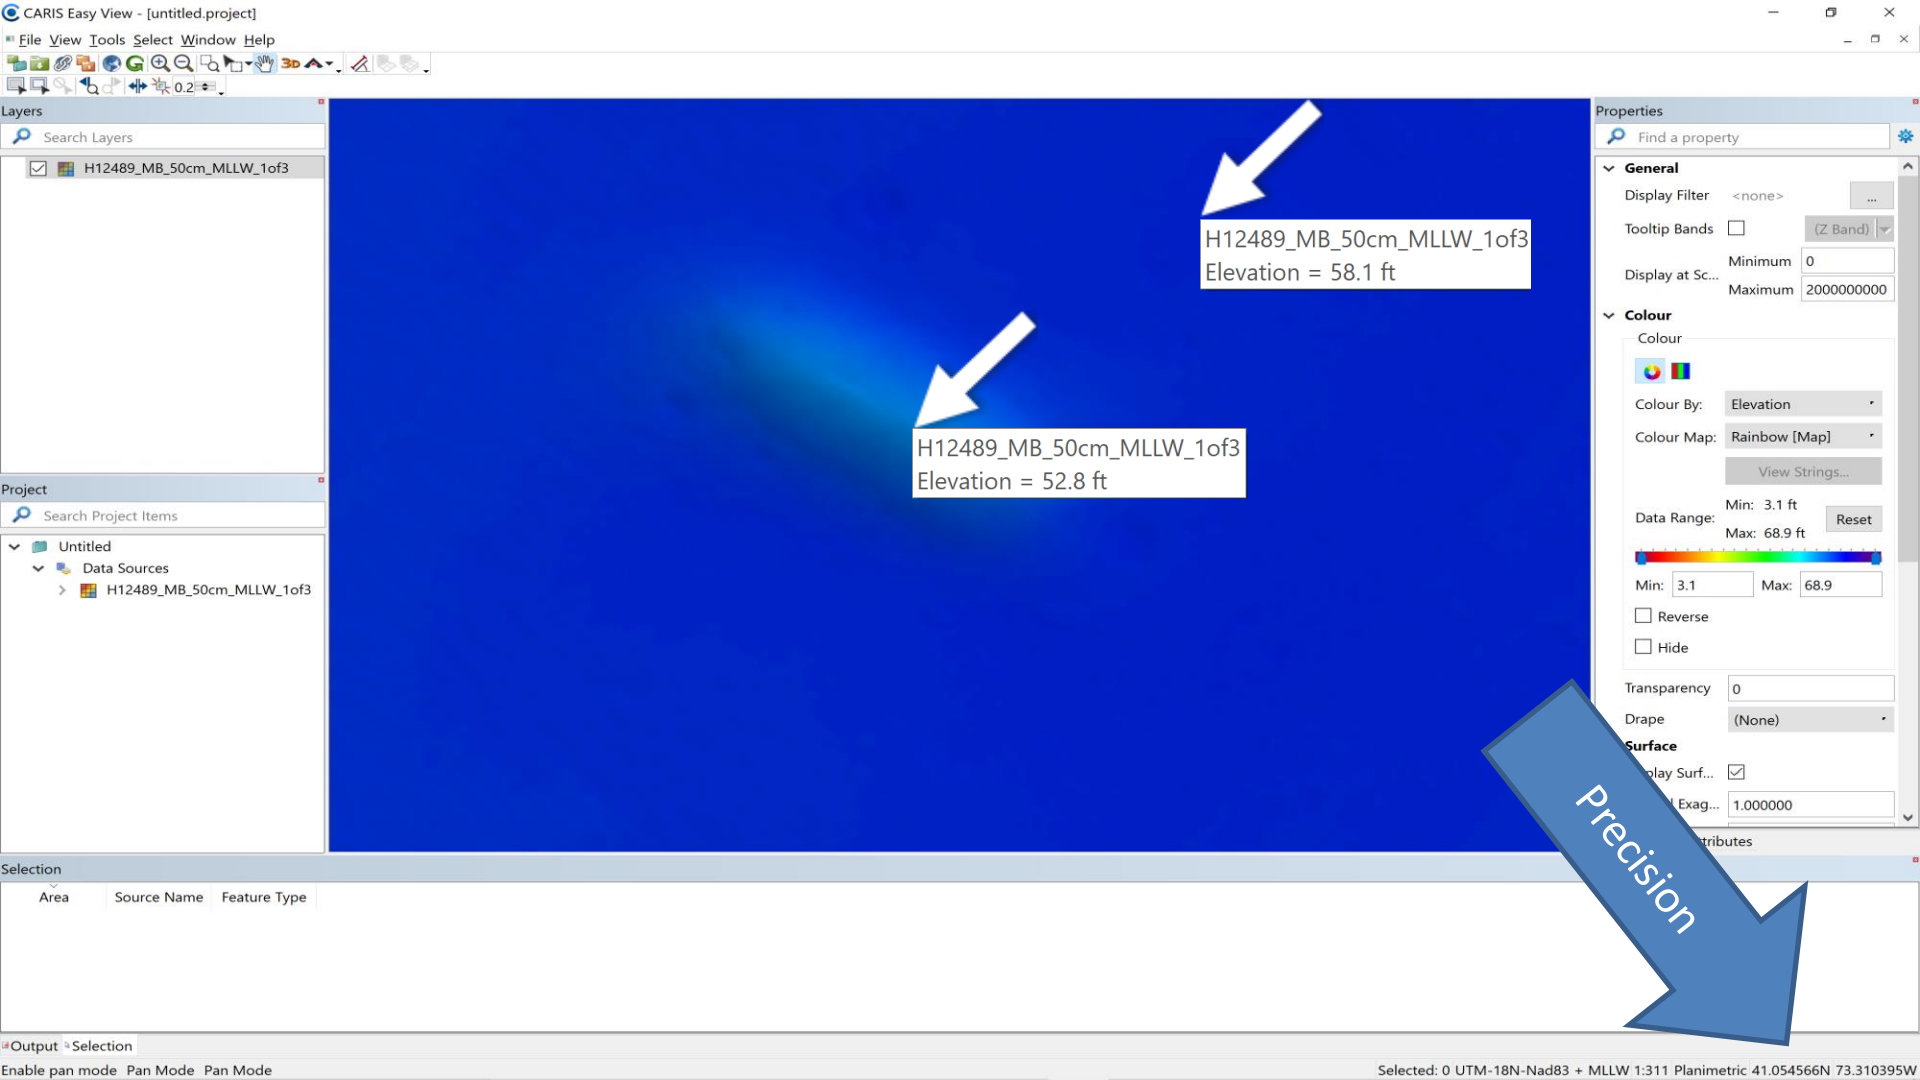 CARIS Easy View - [untitled.project]
File View Tools Select Window Help
3D
0.2
Layers
Search Layers
H12489_MB_50cm_MLLW_1of3
Project
Search Project Items
Untitled
Data Sources
H12489_MB_50cm_MLLW_1of3
H12489_MB_50cm_MLLW_1of3
Elevation = 58.1 ft
H12489_MB_50cm_MLLW_1of3
Elevation = 52.8 ft
Properties
Find a property
General
Display Filter <none> ...
Tooltip Bands (Z Band)
Display at Sc... Minimum 0
Maximum 2000000000
Colour
Colour
Colour By: Elevation
Colour Map: Rainbow [Map]
View Strings...
Data Range: Min: 3.1 ft
Max: 68.9 ft
Reset
Min: 3.1 Max: 68.9
Reverse
Hide
Transparency 0
Drape (None)
Surface
play Surf...
Exag... 1.000000
tributes
Precision
Selection
Area Source Name Feature Type
Output Selection
Enable pan mode Pan Mode Pan Mode
Selected: 0 UTM-18N-Nad83 + MLLW 1:311 Planimetric 41.054566N 73.310395W